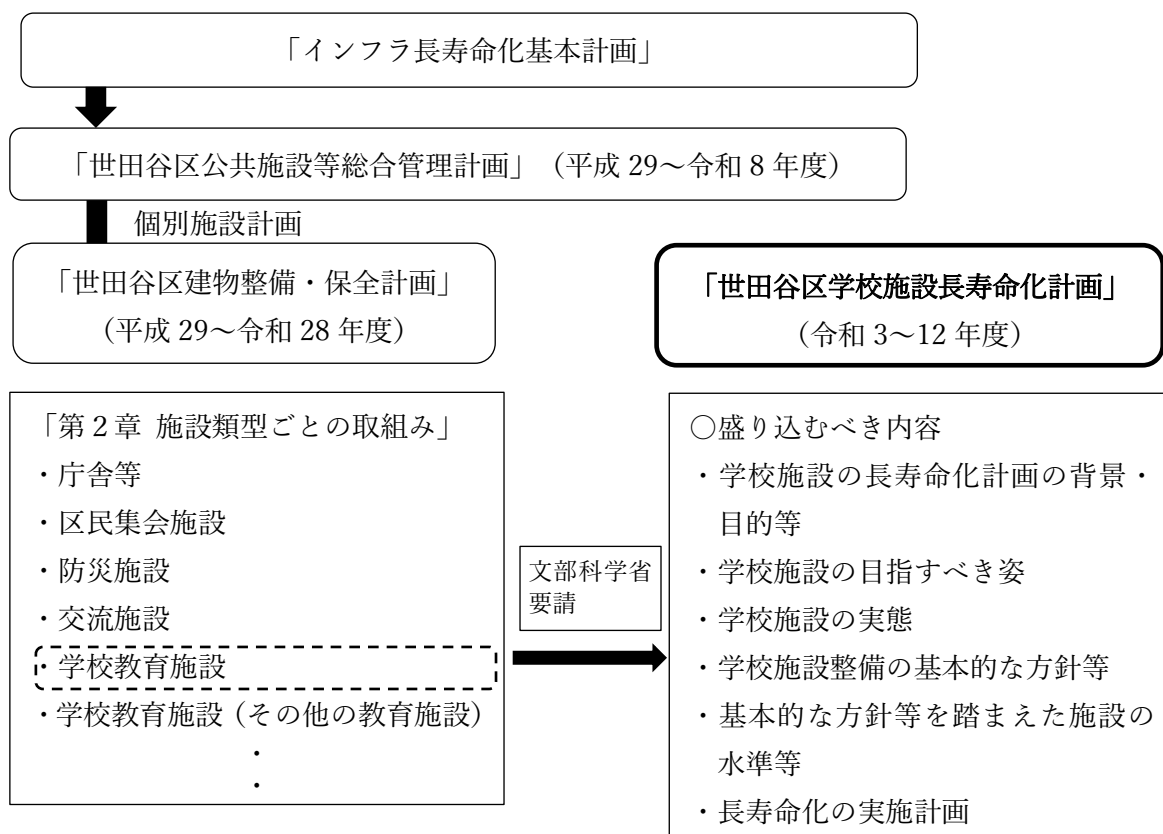 「インフラ長寿命化基本計画」
「世田谷区公共施設等総合管理計画」（平成 29～令和 8 年度）
個別施設計画
「世田谷区建物整備・保全計画」
（平成 29～令和 28 年度）
「世田谷区学校施設長寿命化計画」
（令和 3～12 年度）
「第２章 施設類型ごとの取組み」
・庁舎等
・区民集会施設
・防災施設
・交流施設
・学校教育施設
・学校教育施設（その他の教育施設）
・
・
文部科学省
要請
○盛り込むべき内容
・学校施設の長寿命化計画の背景・
目的等
・学校施設の目指すべき姿
・学校施設の実態
・学校施設整備の基本的な方針等
・基本的な方針等を踏まえた施設の
水準等
・長寿命化の実施計画